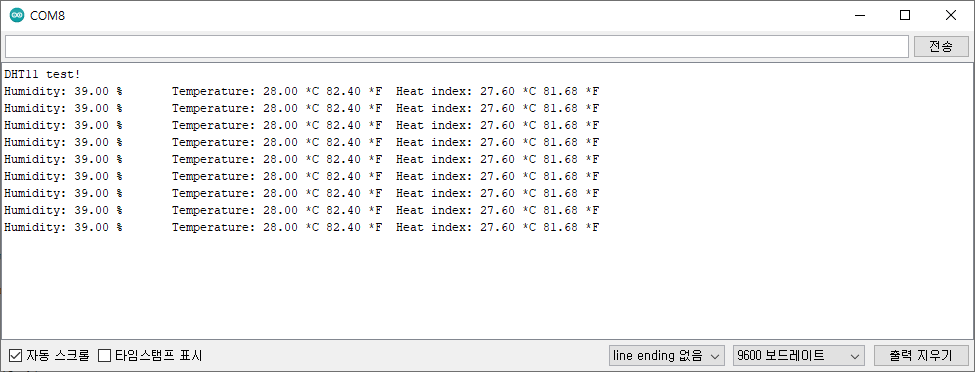 COM8
전송
DHT11 test!
Humidity: 39.00 %	Temperature: 28.00 *C 82.40 *F	Heat index: 27.60 *C 81.68 *F
Humidity: 39.00 %	Temperature: 28.00 *C 82.40 *F	Heat index: 27.60 *C 81.68 *F
Humidity: 39.00 %	Temperature: 28.00 *C 82.40 *F	Heat index: 27.60 *C 81.68 *F
Humidity: 39.00 %	Temperature: 28.00 *C 82.40 *F	Heat index: 27.60 *C 81.68 *F
Humidity: 39.00 %	Temperature: 28.00 *C 82.40 *F	Heat index: 27.60 *C 81.68 *F
Humidity: 39.00 %	Temperature: 28.00 *C 82.40 *F	Heat index: 27.60 *C 81.68 *F
Humidity: 39.00 %	Temperature: 28.00 *C 82.40 *F	Heat index: 27.60 *C 81.68 *F
Humidity: 39.00 %	Temperature: 28.00 *C 82.40 *F	Heat index: 27.60 *C 81.68 *F
Humidity: 39.00 %	Temperature: 28.00 *C 82.40 *F	Heat index: 27.60 *C 81.68 *F
자동 스크롤 타임스탬프 표시 line ending 없음 9600 보드레이트 출력 지우기